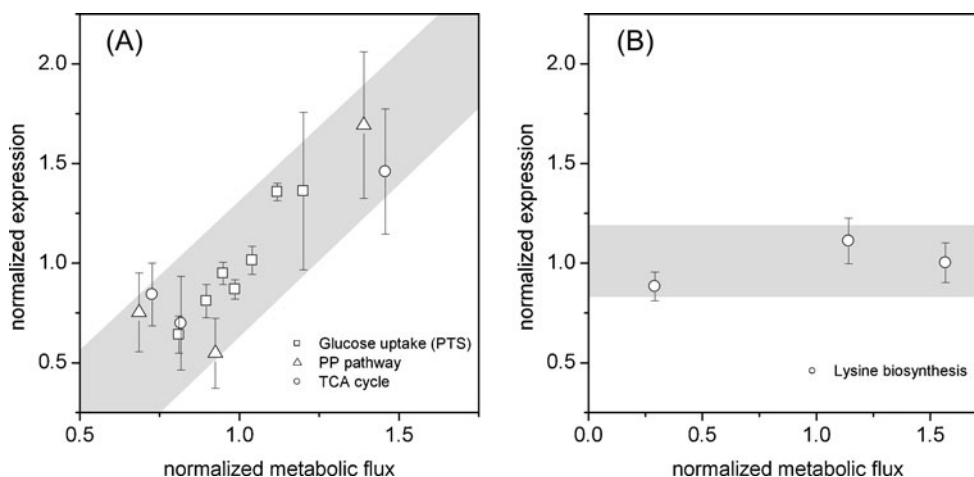 (A)
normalized expression
2.0
1.5
1.0
0.5
Glucose uptake (PTS)
PP pathway
TCA cycle
0.5 1.0 1.5
normalized metabolic flux
(B)
normalized expression
2.0
1.5
1.0
0.5
Lysine biosynthesis
0.0 0.5 1.0 1.5
normalized metabolic flux